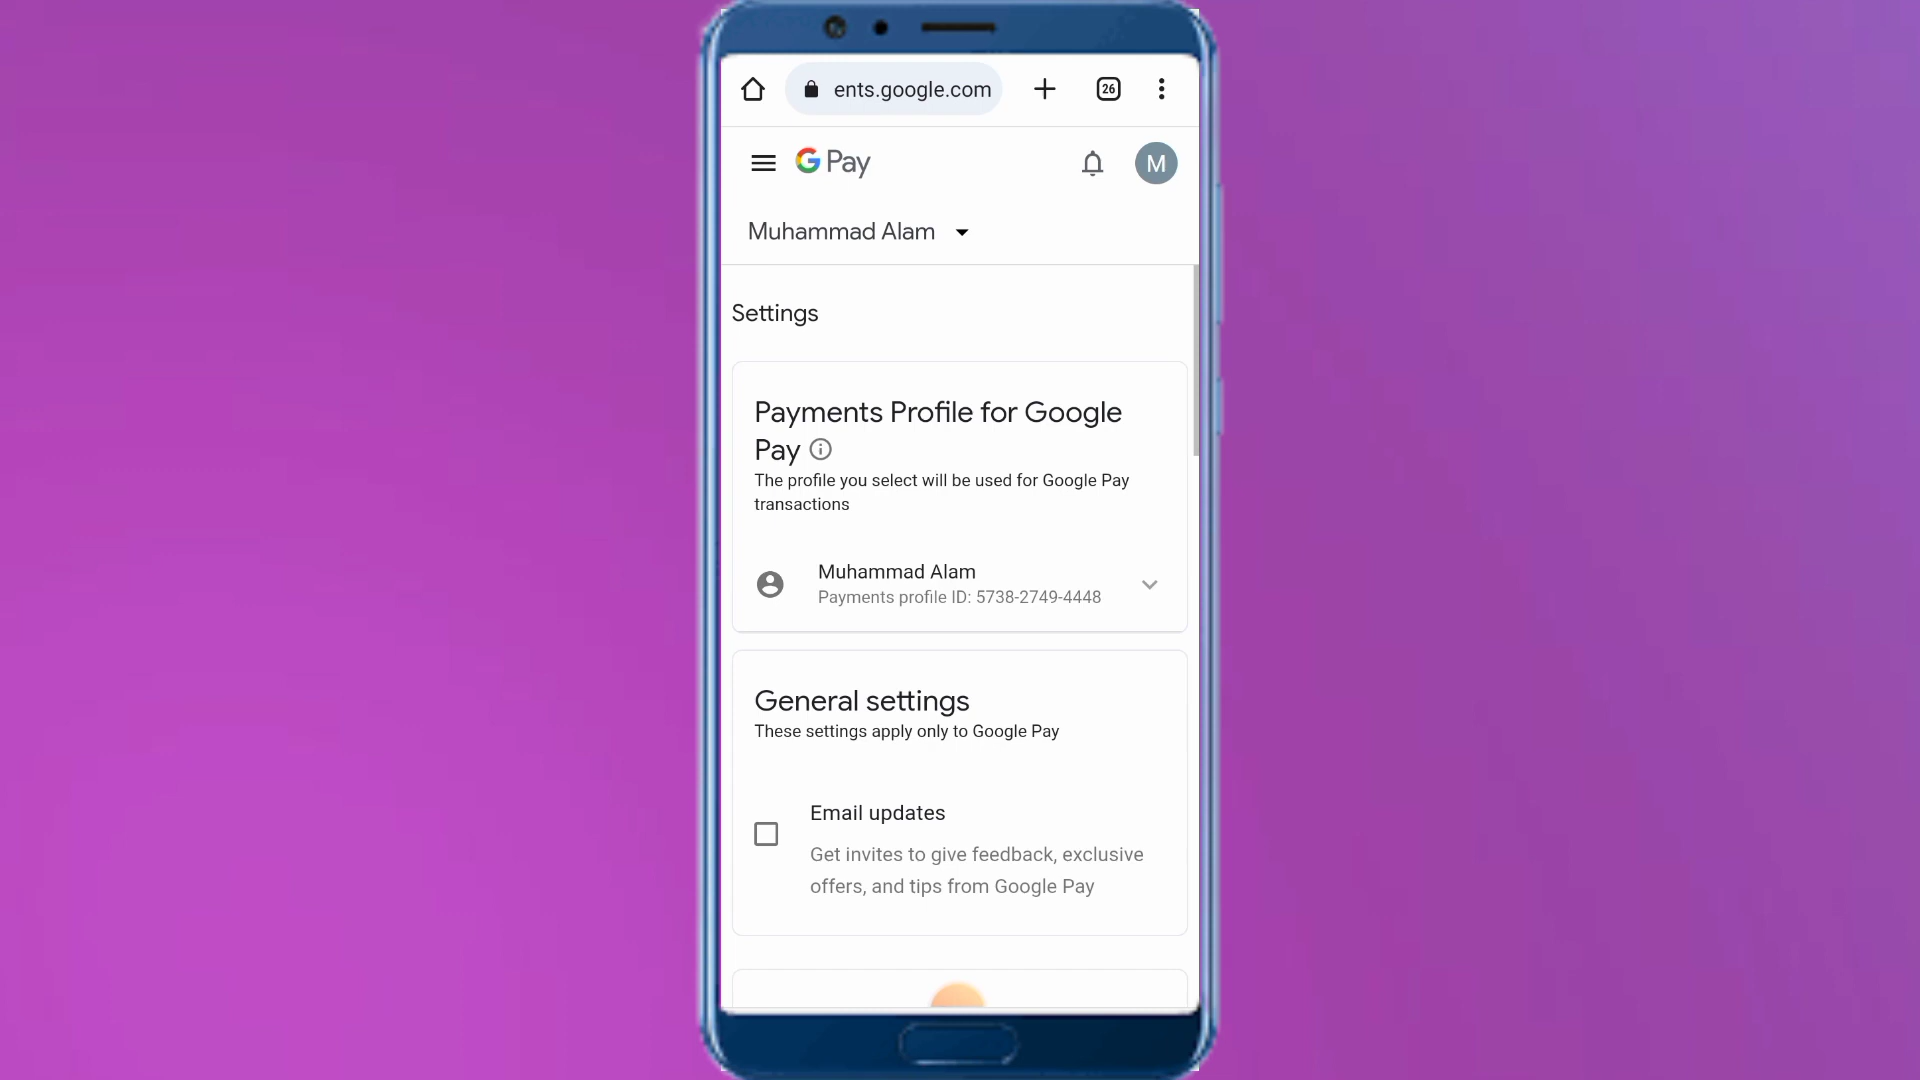 ents.google.com
26
G Pay
M
Muhammad Alam
Settings
Payments Profile for Google
Pay
The profile you select will be used for Google Pay
transactions
Muhammad Alam
Payments profile ID: 5738-2749-4448
General settings
These settings apply only to Google Pay
Email updates
Get invites to give feedback, exclusive
offers, and tips from Google Pay